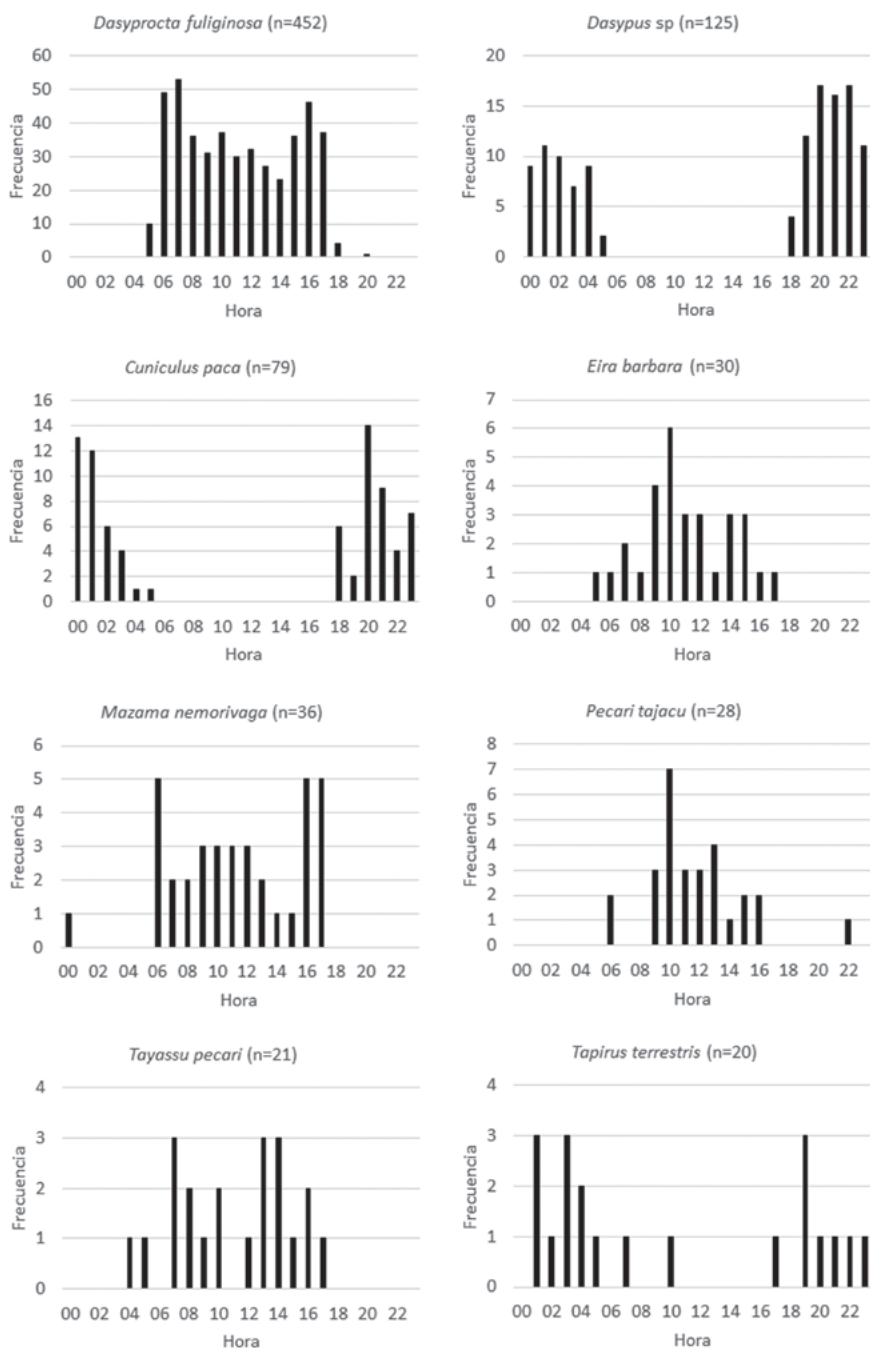 Dasyprocta fuliginosa (n=452)
60
50
40
30
20
10
0
Frecuencia
00 02 04 06 08 10 12 14 16 18 20 22
Hora
Dasypus sp (n=125)
20
15
10
5
0
Frecuencia
00 02 04 06 08 10 12 14 16 18 20 22
Hora
Cuniculus paca (n=79)
16
14
12
10
8
6
4
2
0
Frecuencia
00 02 04 06 08 10 12 14 16 18 20 22
Hora
Eira barbara (n=30)
7
6
5
4
3
2
1
0
Frecuencia
00 02 04 06 08 10 12 14 16 18 20 22
Hora
Mazama nemorivaga (n=36)
6
5
4
3
2
1
0
Frecuencia
00 02 04 06 08 10 12 14 16 18 20 22
Hora
Pecari tajacu (n=28)
8
7
6
5
4
3
2
1
0
Frecuencia
00 02 04 06 08 10 12 14 16 18 20 22
Hora
Tayassu pecari (n=21)
4
3
2
1
0
Frecuencia
00 02 04 06 08 10 12 14 16 18 20 22
Hora
Tapirus terrestris (n=20)
4
3
2
1
0
Frecuencia
00 02 04 06 08 10 12 14 16 18 20 22
Hora